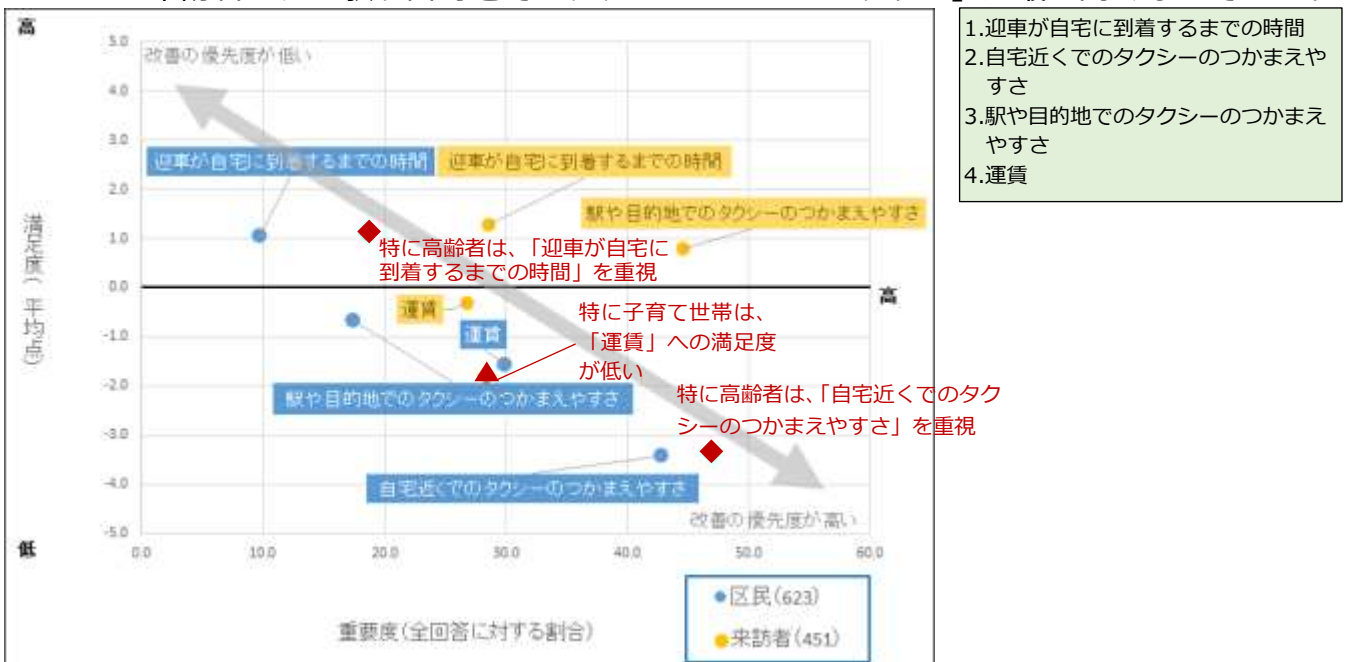 高
5.0
改善の優先度が低い
4.0
3.0
迎車が自宅に到着するまでの時間
迎車が自宅に到着するまでの時間
2.0
駅や目的地でのタクシーのつかまえやすさ
1.0
特に高齢者は、「迎車が自宅に
到着するまでの時間」を重視
0.0
高
運賃
運賃
特に子育て世帯は、
「運賃」への満足度
が低い
-1.0
-2.0
駅や目的地でのタクシーのつかまえやすさ
特に高齢者は、「自宅近くでのタク
シーのつかまえやすさ」を重視
-3.0
-4.0
自宅近くでのタクシーのつかまえやすさ
改善の優先度が高い
-5.0
低
0.0 10.0 20.0 30.0 40.0 50.0 60.0
満足度(平均点)
重要度(全回答に対する割合)
区民(623)
来訪者(451)
1.迎車が自宅に到着するまでの時間
2.自宅近くでのタクシーのつかまえや
すさ
3.駅や目的地でのタクシーのつかまえ
やすさ
4.運賃